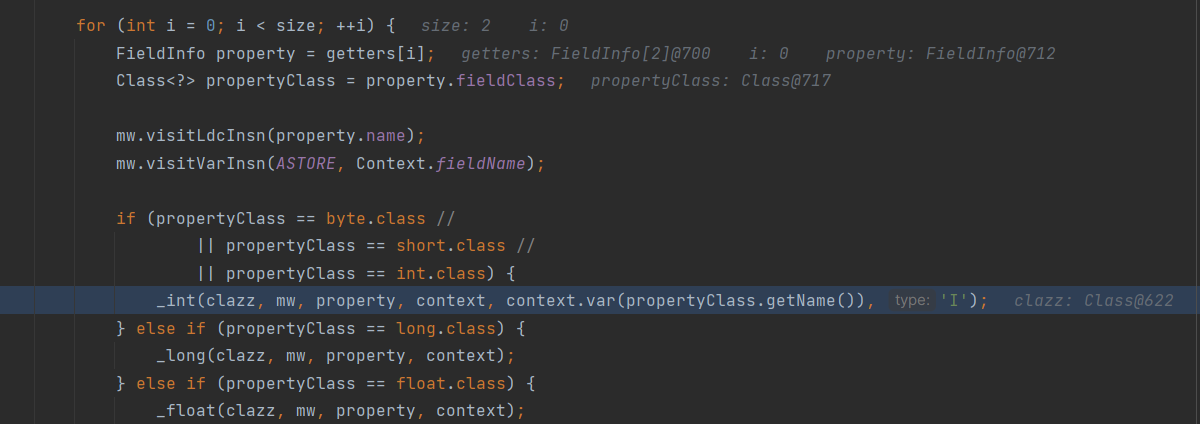 for (int i = 0; i < size; ++i) {   size: 2    i: 0
    FieldInfo property = getters[i];   getters: FieldInfo[2]@700    i: 0    property: FieldInfo@712
    Class<?> propertyClass = property.fieldClass;   propertyClass: Class@717

    mw.visitLdcInsn(property.name);
    mw.visitVarInsn(ASTORE, Context.fieldName);

    if (propertyClass == byte.class //
            || propertyClass == short.class //
            || propertyClass == int.class) {
        _int(clazz, mw, property, context, context.var(propertyClass.getName()), type: 'I');   clazz: Class@622
    } else if (propertyClass == long.class) {
        _long(clazz, mw, property, context);
    } else if (propertyClass == float.class) {
        _float(clazz, mw, property, context);